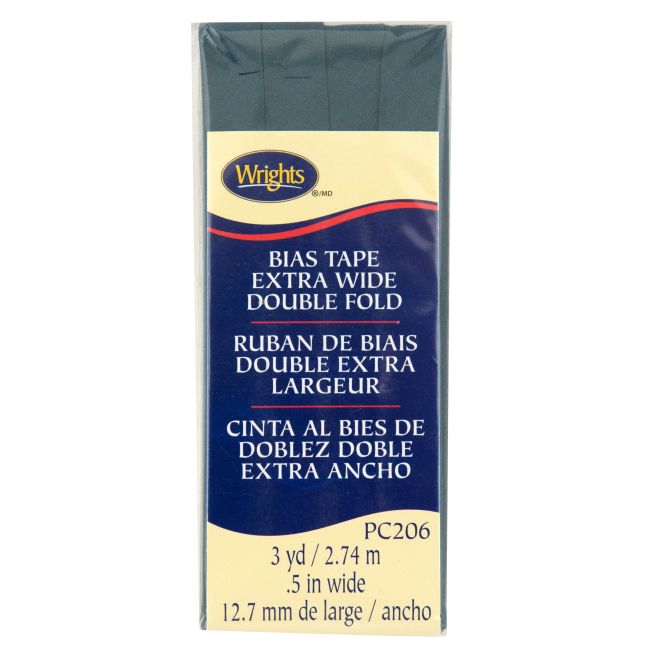 Wrights
®/MD
BIAS TAPE
EXTRA WIDE
DOUBLE FOLD
RUBAN DE BIAIS
DOUBLE EXTRA
LARGEUR
CINTA AL BIES DE
DOBLEZ DOBLE
EXTRA ANCHO
PC206
3 yd / 2.74 m
.5 in wide
12.7 mm de large / ancho